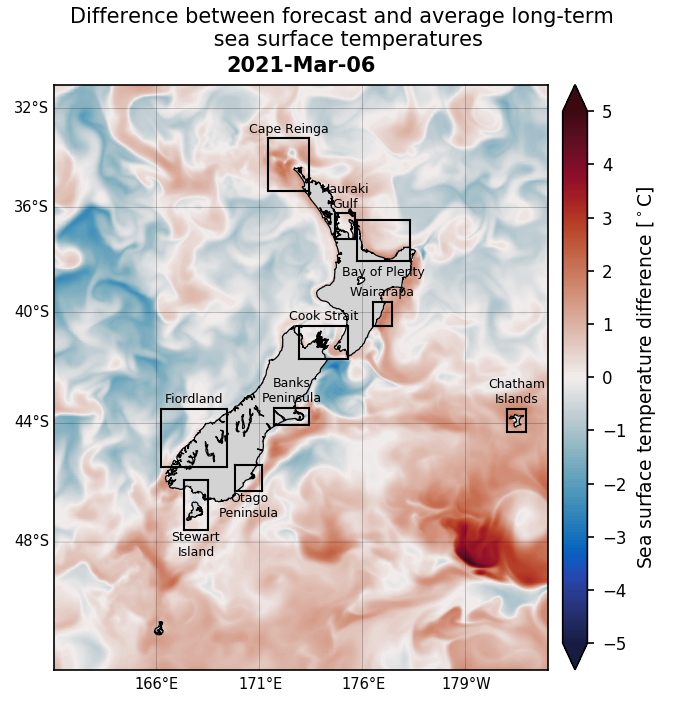 Difference between forecast and average long-term
sea surface temperatures
2021-Mar-06
32°S
36°S
40°S
44°S
48°S
Cape Reinga
Hauraki
Gulf
Bay of Plenty
Wairarapa
Cook Strait
Banks
Peninsula
Chatham
Islands
Fiordland
Otago
Peninsula
Stewart
Island
166°E
171°E
176°E
179°W
5
4
3
2
1
0
−1
−2
−3
−4
−5
Sea surface temperature difference [°C]